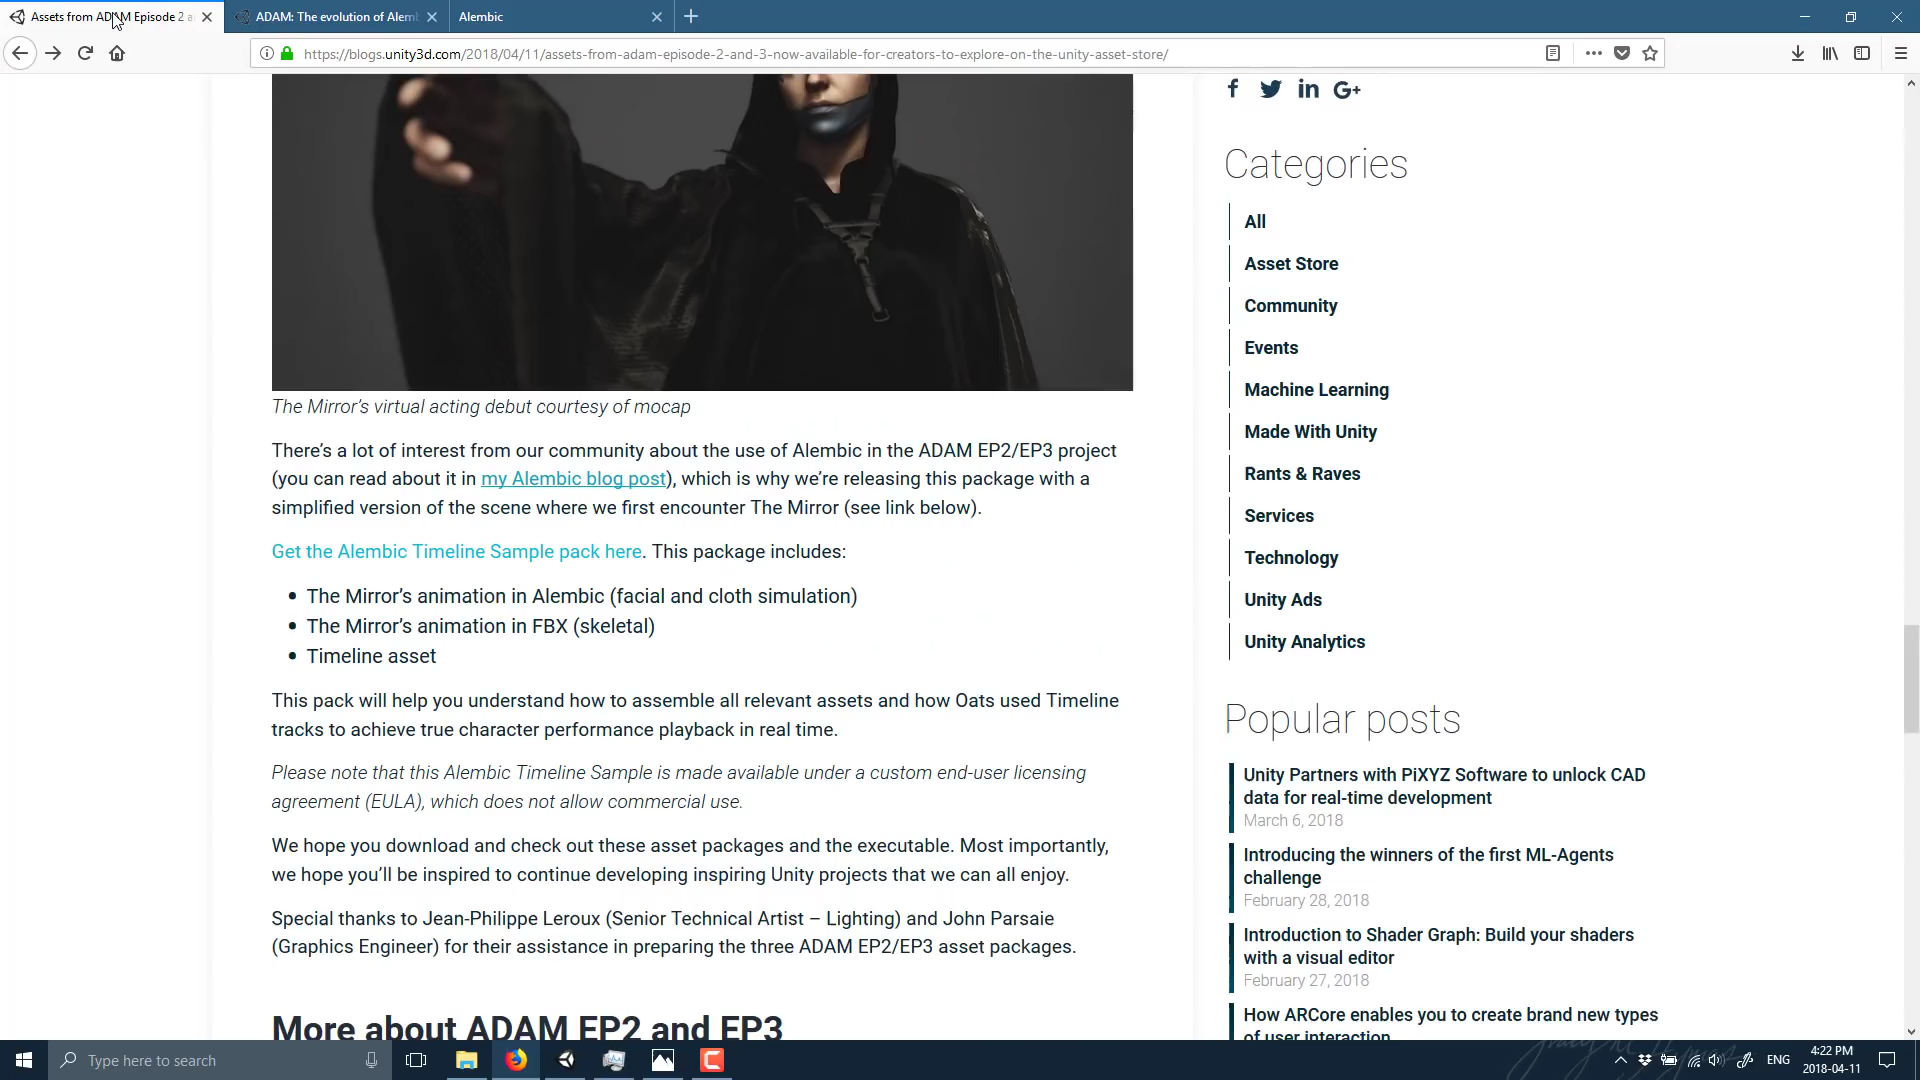 Assets from ADAM Episode 2 a
ADAM: The evolution of Alem
Alembic
https://blogs.unity3d.com/2018/04/11/assets-from-adam-episode-2-and-3-now-available-for-creators-to-explore-on-the-unity-asset-store/
The Mirror’s virtual acting debut courtesy of mocap
There’s a lot of interest from our community about the use of Alembic in the ADAM EP2/EP3 project
(you can read about it in my Alembic blog post), which is why we’re releasing this package with a
simplified version of the scene where we first encounter The Mirror (see link below).
Get the Alembic Timeline Sample pack here. This package includes:
• The Mirror’s animation in Alembic (facial and cloth simulation)
• The Mirror’s animation in FBX (skeletal)
• Timeline asset
This pack will help you understand how to assemble all relevant assets and how Oats used Timeline
tracks to achieve true character performance playback in real time.
Please note that this Alembic Timeline Sample is made available under a custom end-user licensing
agreement (EULA), which does not allow commercial use.
We hope you download and check out these asset packages and the executable. Most importantly,
we hope you’ll be inspired to continue developing inspiring Unity projects that we can all enjoy.
Special thanks to Jean-Philippe Leroux (Senior Technical Artist – Lighting) and John Parsaie
(Graphics Engineer) for their assistance in preparing the three ADAM EP2/EP3 asset packages.
More about ADAM EP2 and EP3
f in G+
Categories
All
Asset Store
Community
Events
Machine Learning
Made With Unity
Rants & Raves
Services
Technology
Unity Ads
Unity Analytics
Popular posts
Unity Partners with PiXYZ Software to unlock CAD
data for real-time development
March 6, 2018
Introducing the winners of the first ML-Agents
challenge
February 28, 2018
Introduction to Shader Graph: Build your shaders
with a visual editor
February 27, 2018
How ARCore enables you to create brand new types
of user interaction
Type here to search
ENG
4:22 PM
2018-04-11